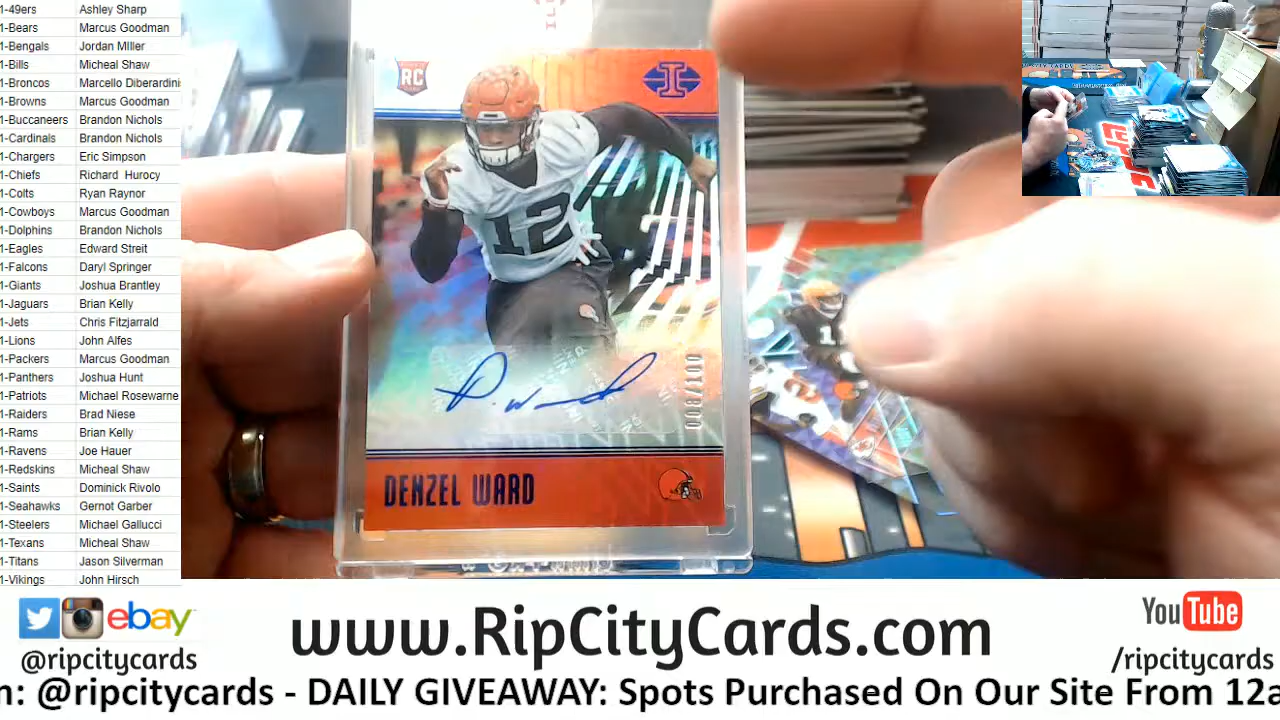 1-49ers Ashley Sharp
1-Bears Marcus Goodman
1-Bengals Jordan Miller
1-Bills Micheal Shaw
1-Broncos Marcello Diberardini
1-Browns Marcus Goodman
1-Buccaneers Brandon Nichols
1-Cardinals Brandon Nichols
1-Chargers Eric Simpson
1-Chiefs Richard Hurocy
1-Colts Ryan Raynor
1-Cowboys Marcus Goodman
1-Dolphins Brandon Nichols
1-Eagles Edward Streit
1-Falcons Daryl Springer
1-Giants Joshua Brantley
1-Jaguars Brian Kelly
1-Jets Chris Fitzjarrald
1-Lions John Alfes
1-Packers Marcus Goodman
1-Panthers Joshua Hunt
1-Patriots Michael Rosewarne
1-Raiders Brad Niese
1-Rams Brian Kelly
1-Ravens Joe Hauer
1-Redskins Micheal Shaw
1-Saints Dominick Rivolo
1-Seahawks Gernot Garber
1-Steelers Michael Gallucci
1-Texans Micheal Shaw
1-Titans Jason Silverman
1-Vikings John Hirsch
RC
I
12
D. Ward
008/100
DENZEL WARD
ebay
@ripcitycards
www.RipCityCards.com
YouTube
/ripcitycards
n: @ripcitycards - DAILY GIVEAWAY: Spots Purchased On Our Site From 12a